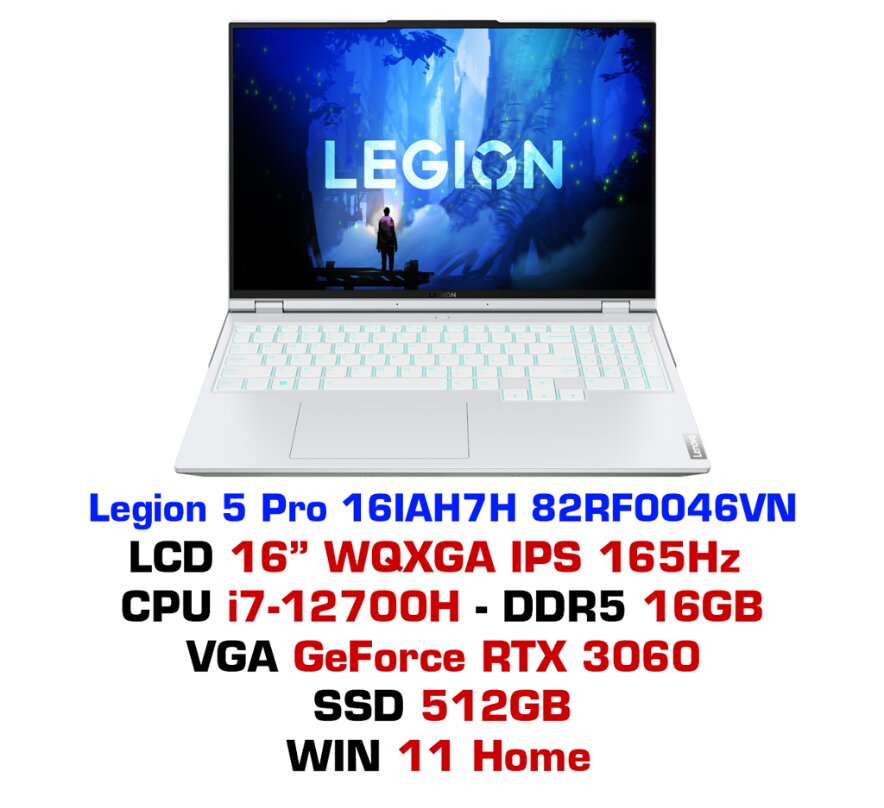 LEGION
LEGION
Lenovo
Legion 5 Pro 16IAH7H 82RF0046VN
LCD 16” WQXGA IPS 165Hz
CPU i7-12700H - DDR5 16GB
VGA GeForce RTX 3060
SSD 512GB
WIN 11 Home